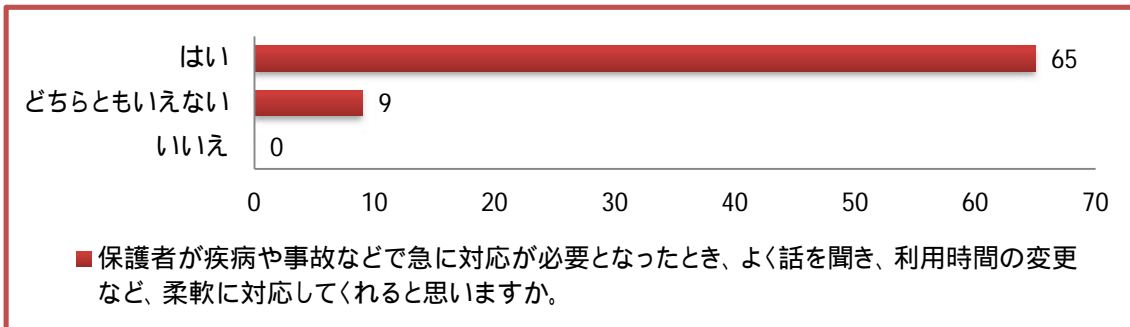 はい 65
どちらともいえない 9
いいえ 0
0 10 20 30 40 50 60 70
保護者が疾病や事故などで急に対応が必要となったとき、よく話を聞き、利用時間の変更
など、柔軟に対応してくれると思いますか。